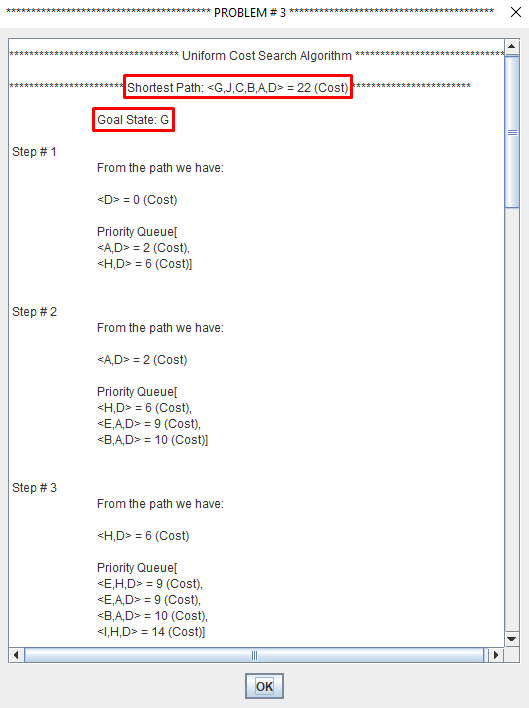 ***************************************** PROBLEM # 3 *****************************************
********************************** Uniform Cost Search Algorithm ******************************
*********************** Shortest Path: <G,J,C,B,A,D> = 22 (Cost) ************************
Goal State: G
Step # 1
From the path we have:
<D> = 0 (Cost)
Priority Queue[
<A,D> = 2 (Cost),
<H,D> = 6 (Cost)]
Step # 2
From the path we have:
<A,D> = 2 (Cost)
Priority Queue[
<H,D> = 6 (Cost),
<E,A,D> = 9 (Cost),
<B,A,D> = 10 (Cost)]
Step # 3
From the path we have:
<H,D> = 6 (Cost)
Priority Queue[
<E,H,D> = 9 (Cost),
<E,A,D> = 9 (Cost),
<B,A,D> = 10 (Cost),
<I,H,D> = 14 (Cost)]
OK